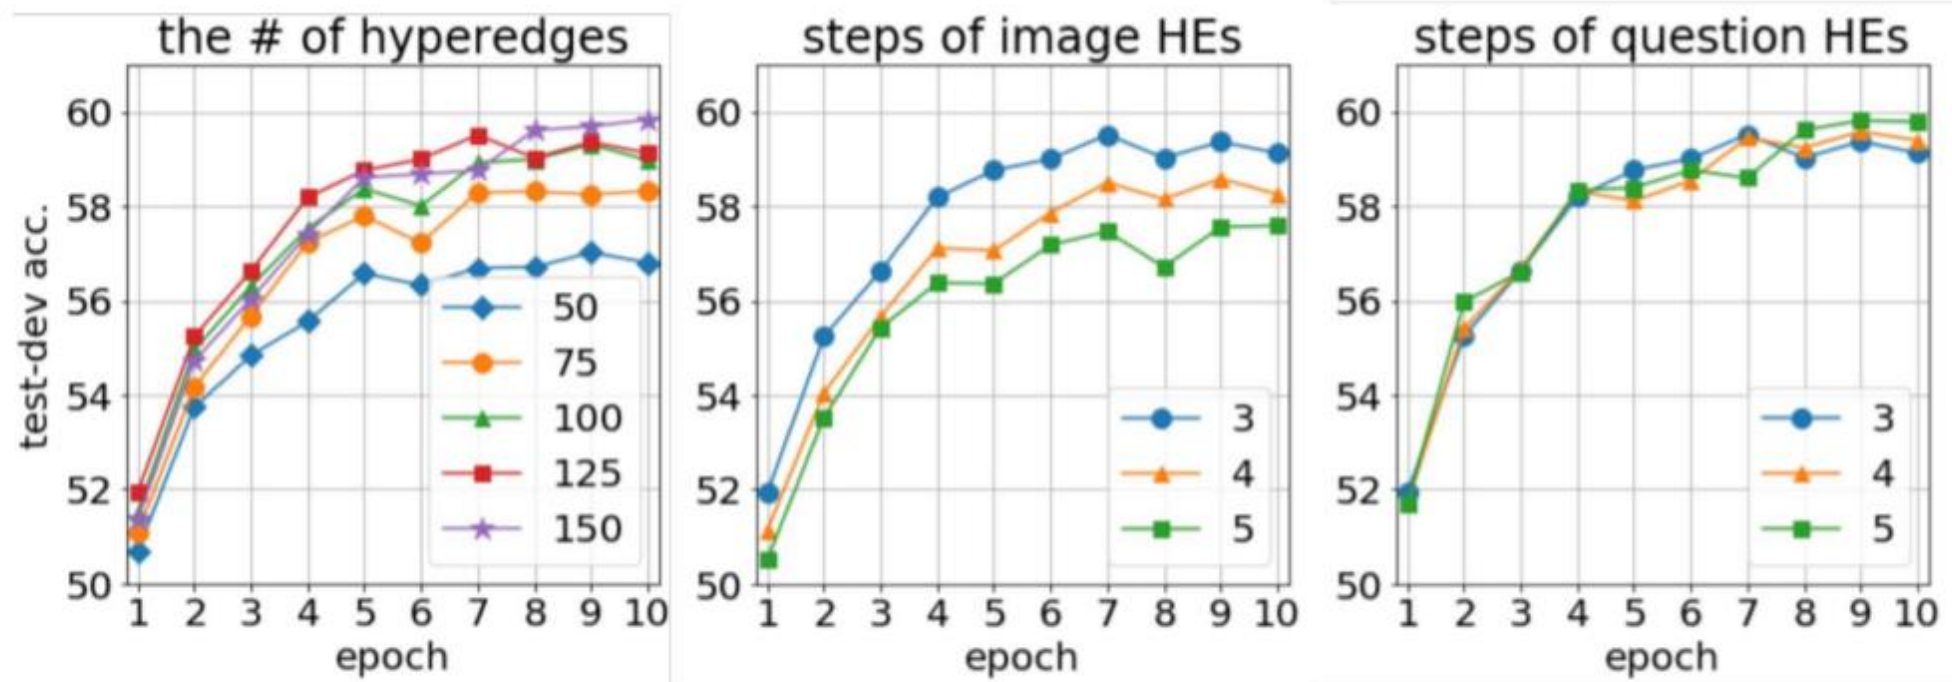 the # of hyperedges
test-dev acc.
60
58
56
54
52
50
1 2 3 4 5 6 7 8 9 10
epoch
50
75
100
125
150
steps of image HEs
60
58
56
54
52
50
1 2 3 4 5 6 7 8 9 10
epoch
3
4
5
steps of question HEs
60
58
56
54
52
50
1 2 3 4 5 6 7 8 9 10
epoch
3
4
5